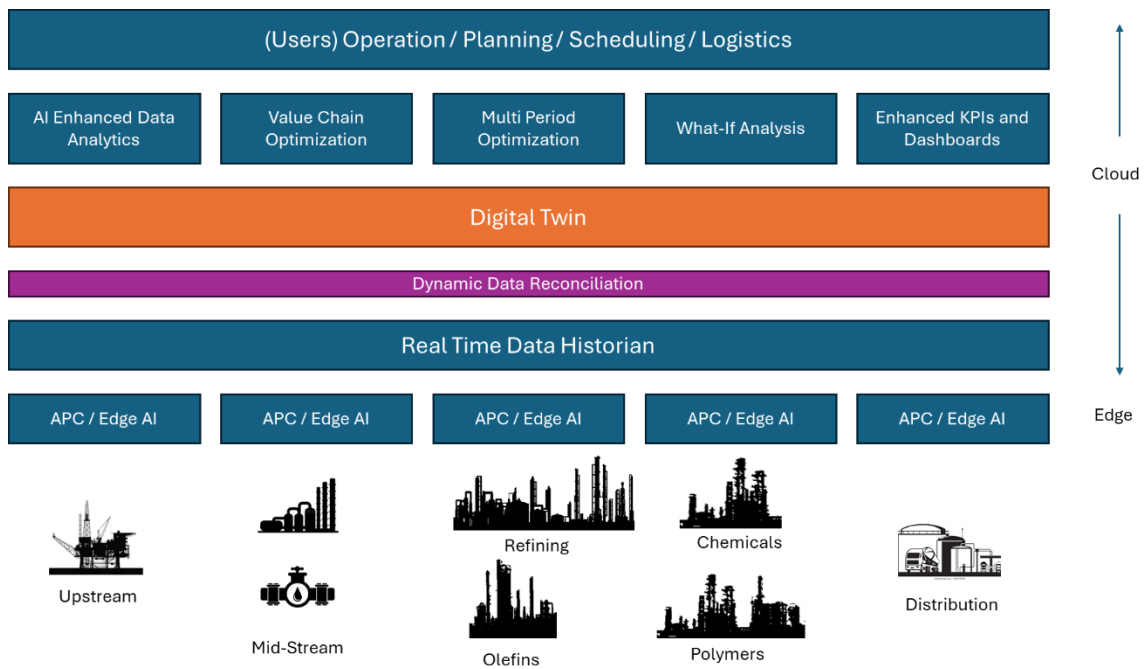 (Users) Operation / Planning / Scheduling / Logistics
AI Enhanced Data
Analytics
Value Chain
Optimization
Multi Period
Optimization
What-If Analysis
Enhanced KPIs and
Dashboards
Cloud
Digital Twin
Dynamic Data Reconciliation
Real Time Data Historian
APC / Edge AI
APC / Edge AI
APC / Edge AI
APC / Edge AI
APC / Edge AI
Edge
Upstream
Mid-Stream
Refining
Olefins
Chemicals
Polymers
Distribution